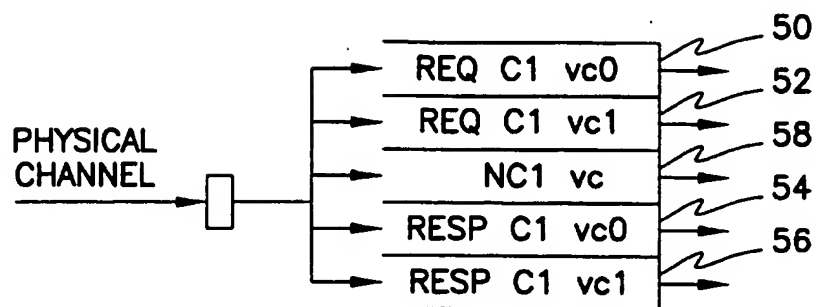 50
REQ C1 vc0
52
REQ C1 vc1
58
PHYSICAL
CHANNEL
NC1 vc
54
RESP C1 vc0
56
RESP C1 vc1